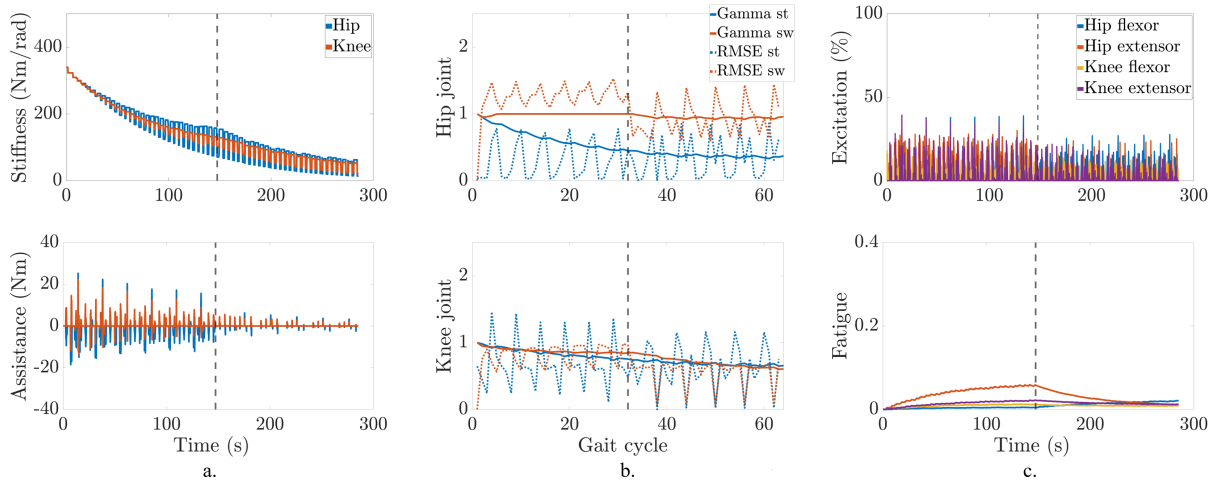 Stiffness (Nm/rad)
400
200
0
0 100 200 300
Hip
Knee
Assistance (Nm)
40
20
0
-20
-40
0 100 200 300
Time (s)
a.
Hip joint
2
1
0
0 20 40 60
Gamma st
Gamma sw
RMSE st
RMSE sw
Knee joint
2
1
0
0 20 40 60
Gait cycle
b.
Excitation (%)
100
50
0
0 100 200 300
Hip flexor
Hip extensor
Knee flexor
Knee extensor
Fatigue
0.4
0.2
0
0 100 200 300
Time (s)
c.